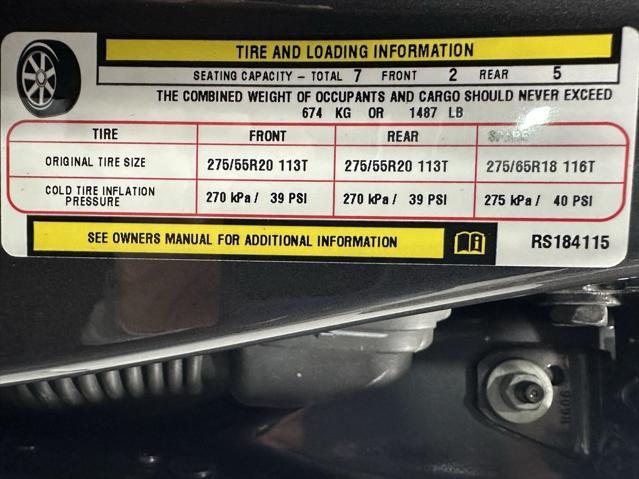 TIRE AND LOADING INFORMATION
SEATING CAPACITY - TOTAL 7 FRONT 2 REAR 5
THE COMBINED WEIGHT OF OCCUPANTS AND CARGO SHOULD NEVER EXCEED
674 KG OR 1487 LB
TIRE FRONT REAR SPARE
ORIGINAL TIRE SIZE 275/55R20 113T 275/55R20 113T 275/65R18 116T
COLD TIRE INFLATION
PRESSURE 270 kPa / 39 PSI 270 kPa / 39 PSI 275 kPa / 40 PSI
SEE OWNERS MANUAL FOR ADDITIONAL INFORMATION
RS184115